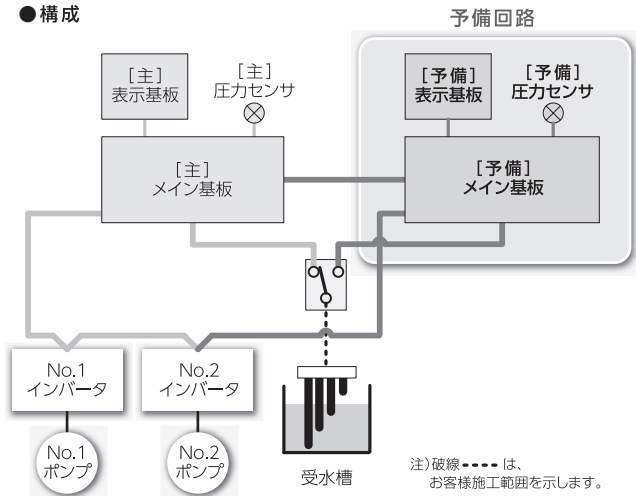 ●構成
予備回路
[主]
表示基板
[主]
圧力センサ
[予備]
表示基板
[予備]
圧力センサ
[主]
メイン基板
[予備]
メイン基板
No.1
インバータ
No.2
インバータ
No.1
ポンプ
No.2
ポンプ
受水槽
注)破線---- は、
お客様施工範囲を示します。